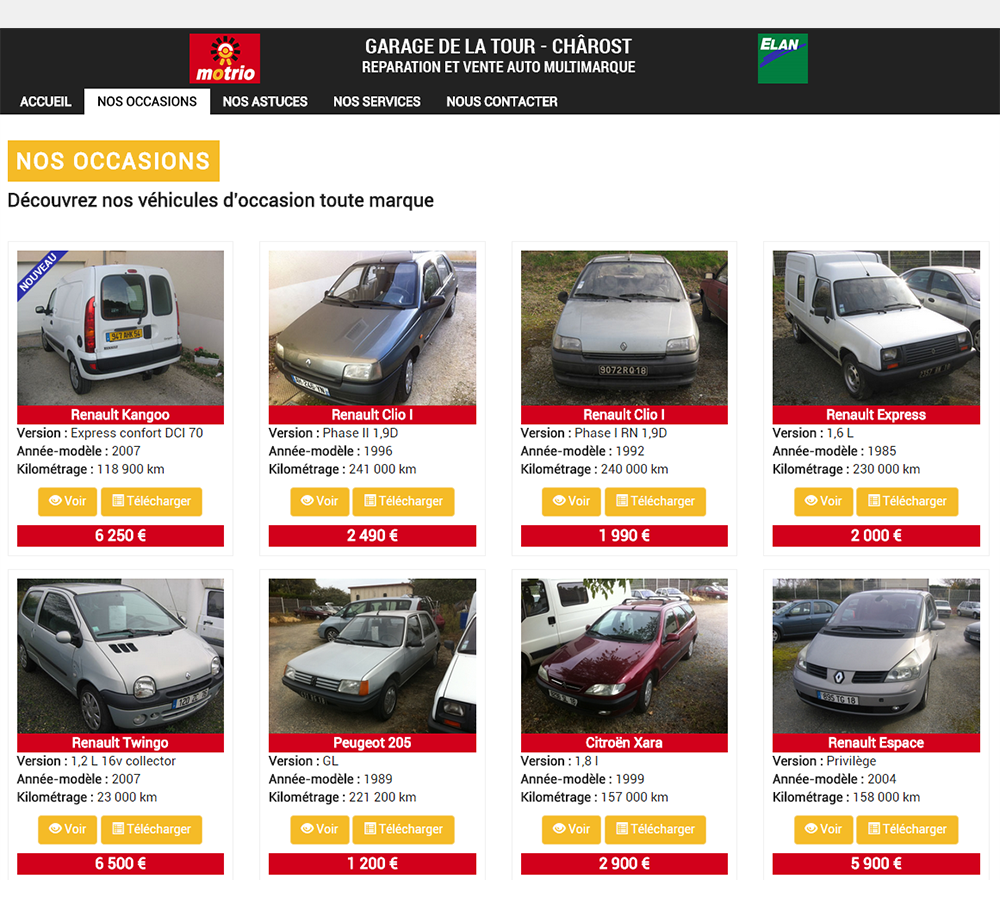 motrio
GARAGE DE LA TOUR - CHÂROST
REPARATION ET VENTE AUTO MULTIMARQUE
ELAN
ACCUEIL NOS OCCASIONS NOS ASTUCES NOS SERVICES NOUS CONTACTER
NOS OCCASIONS
Découvrez nos véhicules d'occasion toute marque
NOUVEAU
9072RQ18
Renault Kangoo Renault Clio I Renault Clio I Renault Express
Version : Express confort DCI 70 Version : Phase II 1,9D Version : Phase I RN 1,9D Version : 1,6 L
Année-modèle : 2007 Année-modèle : 1996 Année-modèle : 1992 Année-modèle : 1985
Kilométrage : 118 900 km Kilométrage : 241 000 km Kilométrage : 240 000 km Kilométrage : 230 000 km
Voir Télécharger Voir Télécharger Voir Télécharger Voir Télécharger
6 250 € 2 490 € 1 990 € 2 000 €
895 TG 18
Renault Twingo Peugeot 205 Citroën Xara Renault Espace
Version : 1,2 L 16v collector Version : GL Version : 1,8 l Version : Privilège
Année-modèle : 2007 Année-modèle : 1989 Année-modèle : 1999 Année-modèle : 2004
Kilométrage : 23 000 km Kilométrage : 221 200 km Kilométrage : 157 000 km Kilométrage : 158 000 km
Voir Télécharger Voir Télécharger Voir Télécharger Voir Télécharger
6 500 € 1 200 € 2 900 € 5 900 €